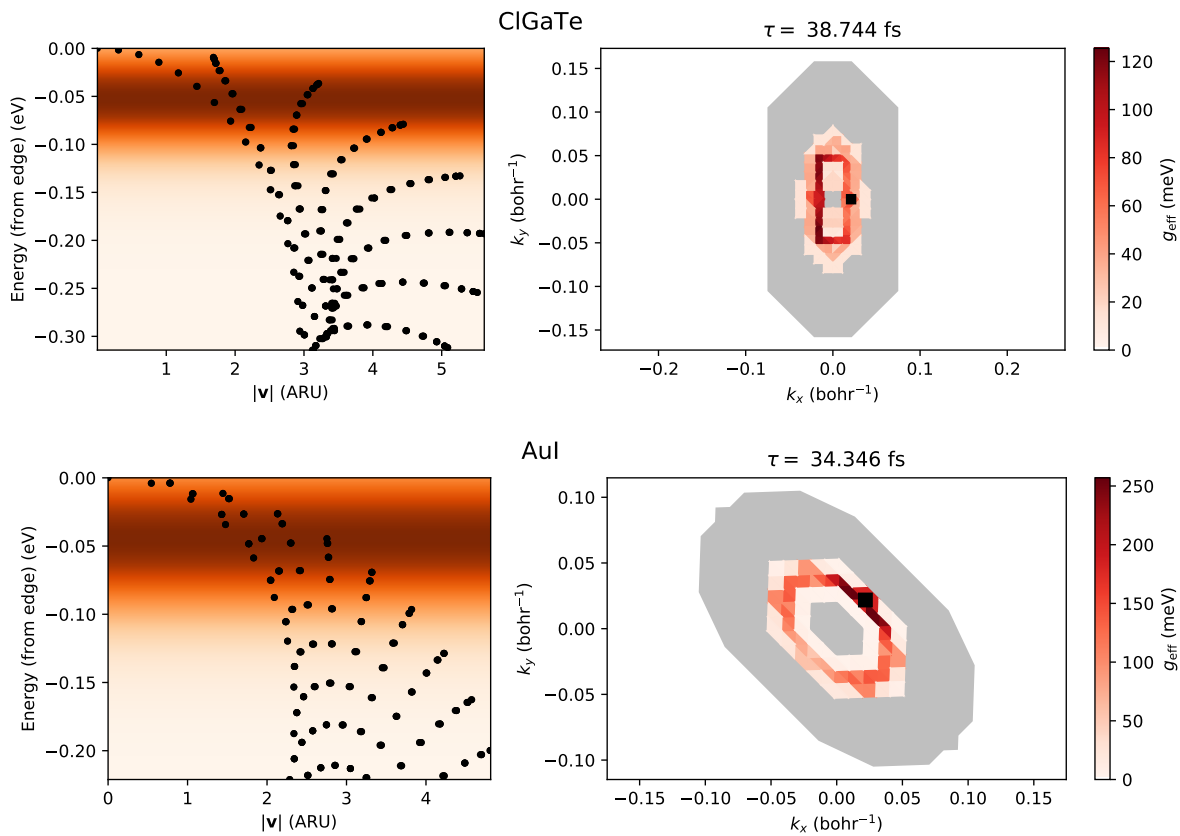 ClGaTe
τ = 38.744 fs
0.00
−0.05
−0.10
−0.15
−0.20
−0.25
−0.30
Energy (from edge) (eV)
1 2 3 4 5
|v| (ARU)
0.15
0.10
0.05
0.00
−0.05
−0.10
−0.15
k_y (bohr⁻¹)
−0.2 −0.1 0.0 0.1 0.2
k_x (bohr⁻¹)
120
100
80
60
40
20
0
g_eff (meV)
AuI
τ = 34.346 fs
0.00
−0.05
−0.10
−0.15
−0.20
Energy (from edge) (eV)
0 1 2 3 4
|v| (ARU)
0.10
0.05
0.00
−0.05
−0.10
k_y (bohr⁻¹)
−0.15 −0.10 −0.05 0.00 0.05 0.10 0.15
k_x (bohr⁻¹)
250
200
150
100
50
0
g_eff (meV)